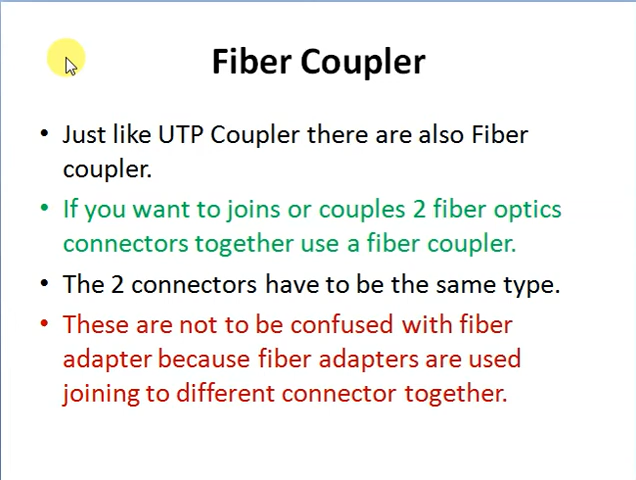 Fiber Coupler
• Just like UTP Coupler there are also Fiber
coupler.
• If you want to joins or couples 2 fiber optics
connectors together use a fiber coupler.
• The 2 connectors have to be the same type.
• These are not to be confused with fiber
adapter because fiber adapters are used
joining to different connector together.